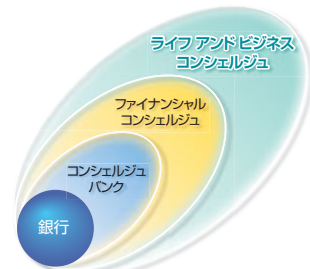 ライフ アンド ビジネス
コンシェルジュ
ファイナンシャル
コンシェルジュ
コンシェルジュ
バンク
銀行